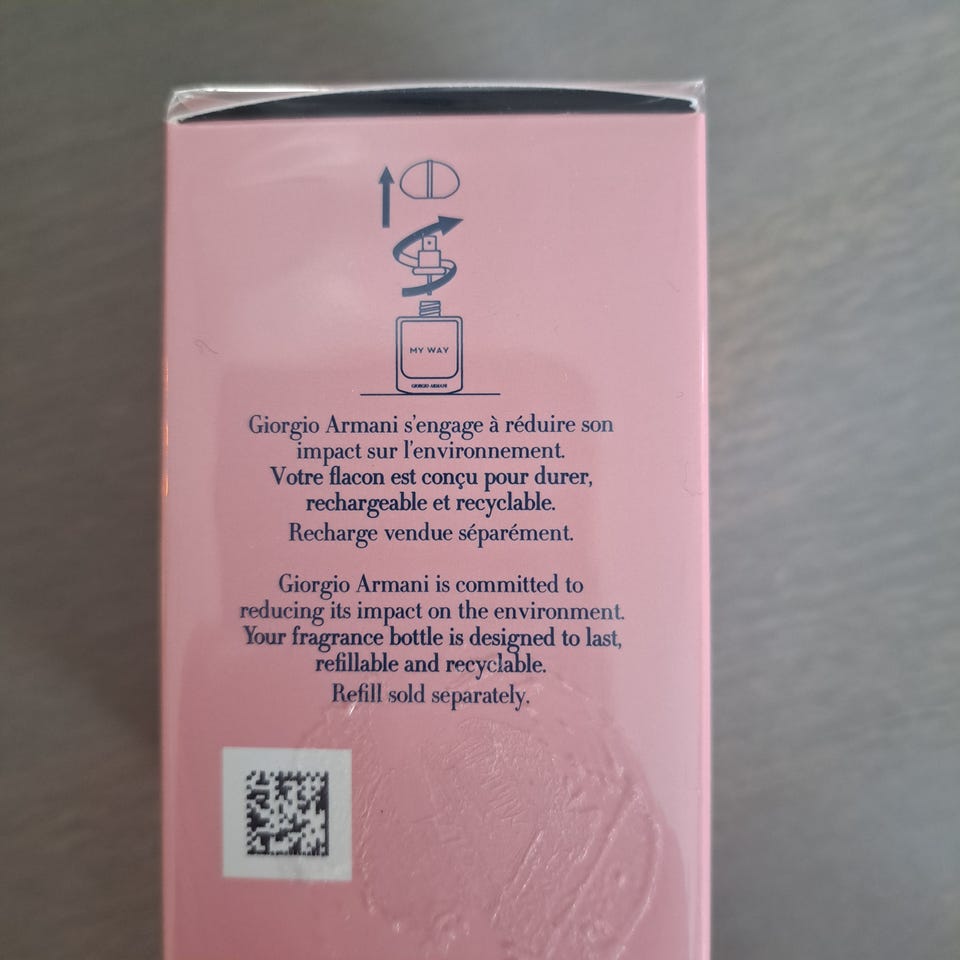 MY WAY
GIORGIO ARMANI
Giorgio Armani s'engage à réduire son
impact sur l'environnement.
Votre flacon est conçu pour durer,
rechargeable et recyclable.
Recharge vendue séparément.
Giorgio Armani is committed to
reducing its impact on the environment.
Your fragrance bottle is designed to last,
refillable and recyclable.
Refill sold separately.